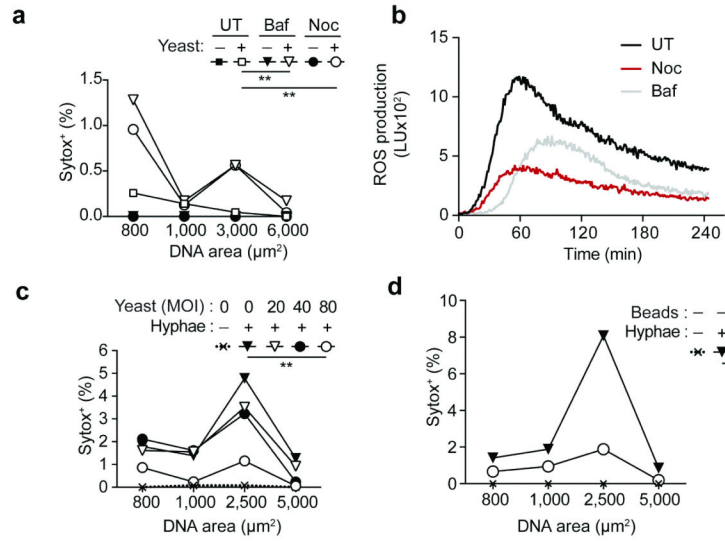 a
UT Baf Noc
Yeast: – + – + – +
**
**
1.5
1.0
0.5
0.0
Sytox⁺ (%)
800 1,000 3,000 6,000
DNA area (μm²)
b
UT
Noc
Baf
15
10
5
0
ROS production
(LUx10²)
0 60 120 180 240
Time (min)
c
Yeast (MOI) 0 0 20 40 80
Hyphae : – + + + +
**
6
5
4
3
2
1
0
Sytox⁺ (%)
800 1,000 2,500 5,000
DNA area (μm²)
d
Beads : – –
Hyphae : – +
10
8
6
4
2
0
Sytox⁺ (%)
800 1,000 2,500 5,000
DNA area (μm²)